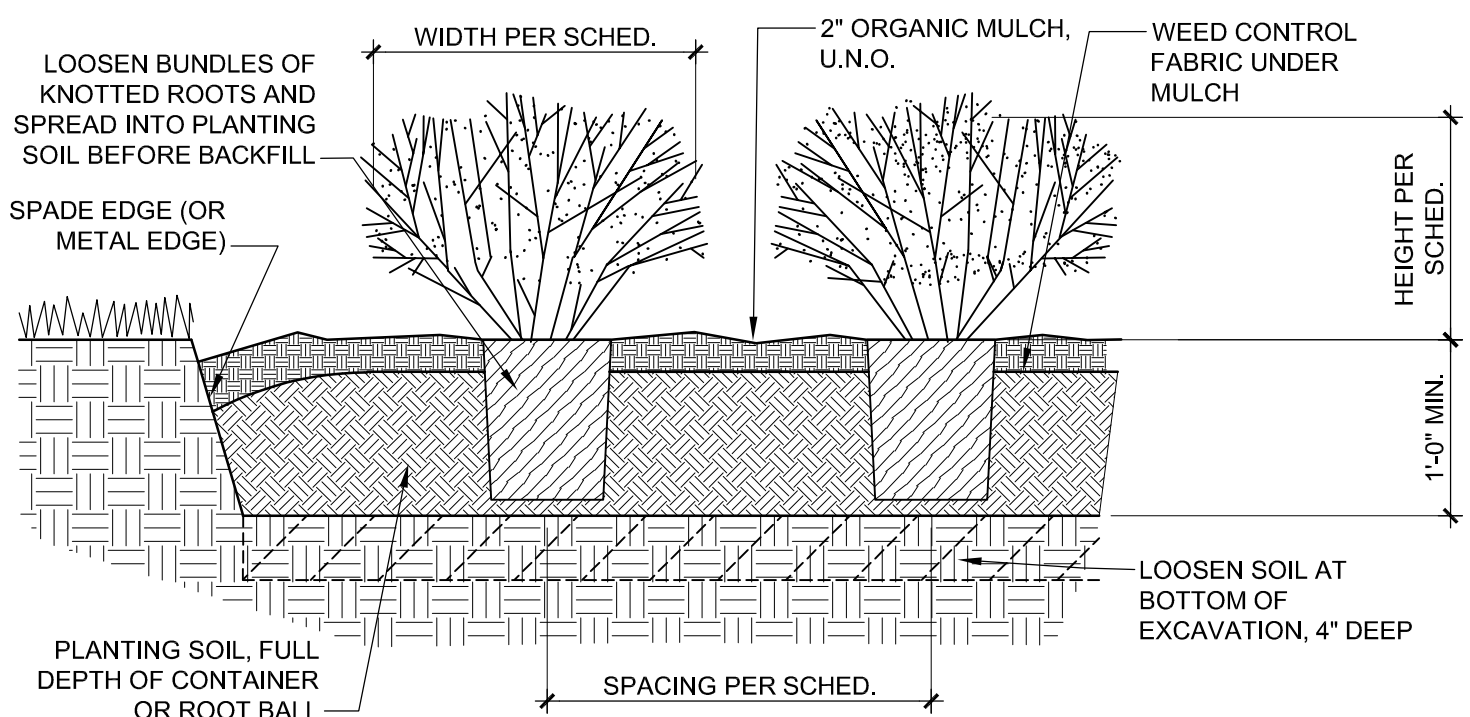 WIDTH PER SCHED.
2" ORGANIC MULCH,
U.N.O.
WEED CONTROL
FABRIC UNDER
MULCH
LOOSEN BUNDLES OF
KNOTTED ROOTS AND
SPREAD INTO PLANTING
SOIL BEFORE BACKFILL
SPADE EDGE (OR
METAL EDGE)
HEIGHT PER
SCHED.
1'-0" MIN.
LOOSEN SOIL AT
BOTTOM OF
EXCAVATION, 4" DEEP
PLANTING SOIL, FULL
DEPTH OF CONTAINER
OR ROOT BALL
SPACING PER SCHED.